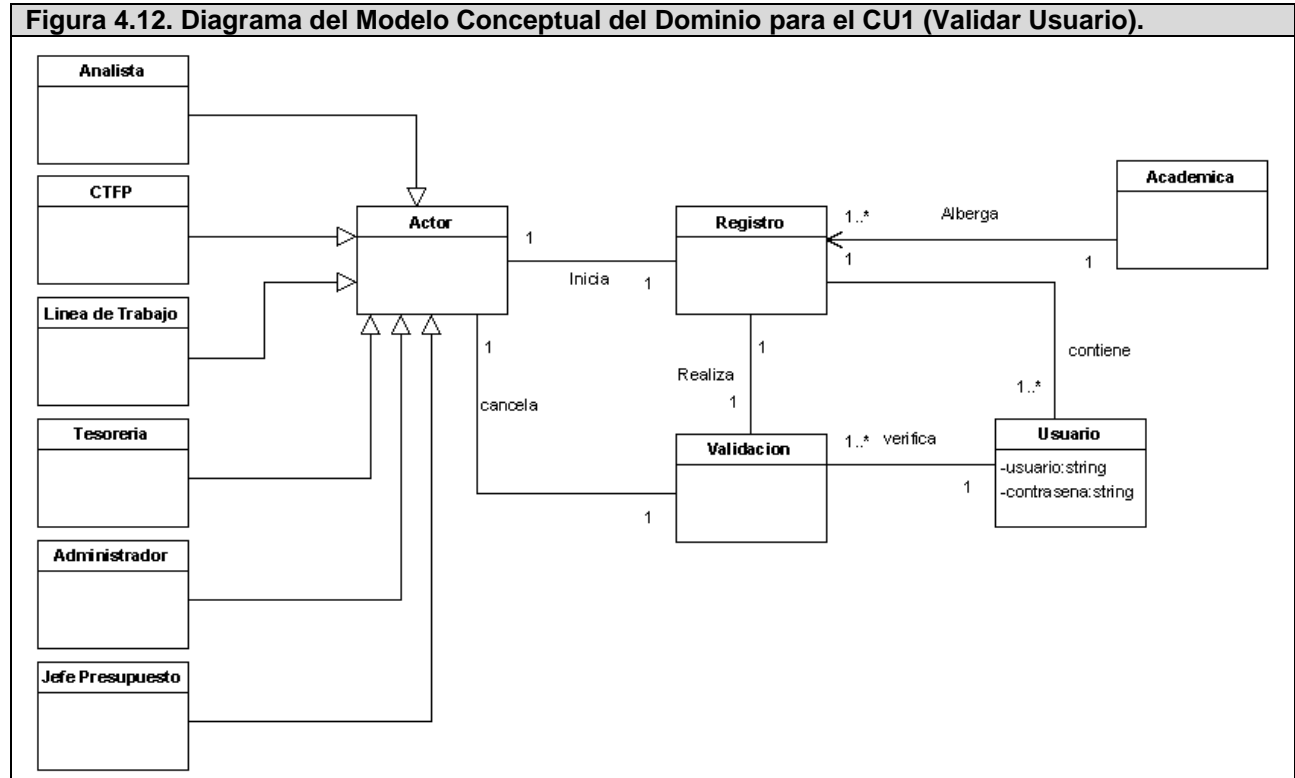 Figura 4.12. Diagrama del Modelo Conceptual del Dominio para el CU1 (Validar Usuario).
Analista
CTFP
Linea de Trabajo
Tesoreria
Administrador
Jefe Presupuesto
Actor
1
Inicia
1
Registro
1..*
Alberga
1
1
Academica
1
cancela
1
1
Realiza
1
contiene
1..*
Validacion
1..*
verifica
1
Usuario
-usuario:string
-contrasena:string